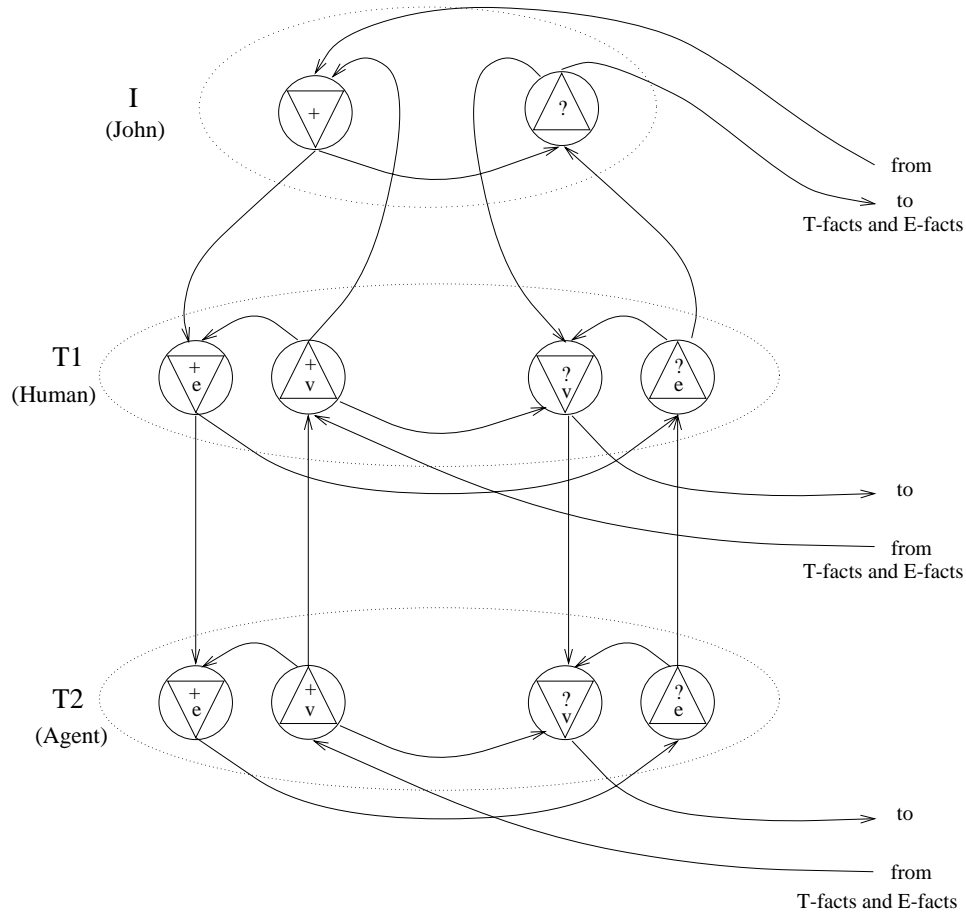 I
(John)
+
?
from
to
T-facts and E-facts
T1
(Human)
+
e
+
v
?
v
?
e
to
from
T-facts and E-facts
T2
(Agent)
+
e
+
v
?
v
?
e
to
from
T-facts and E-facts